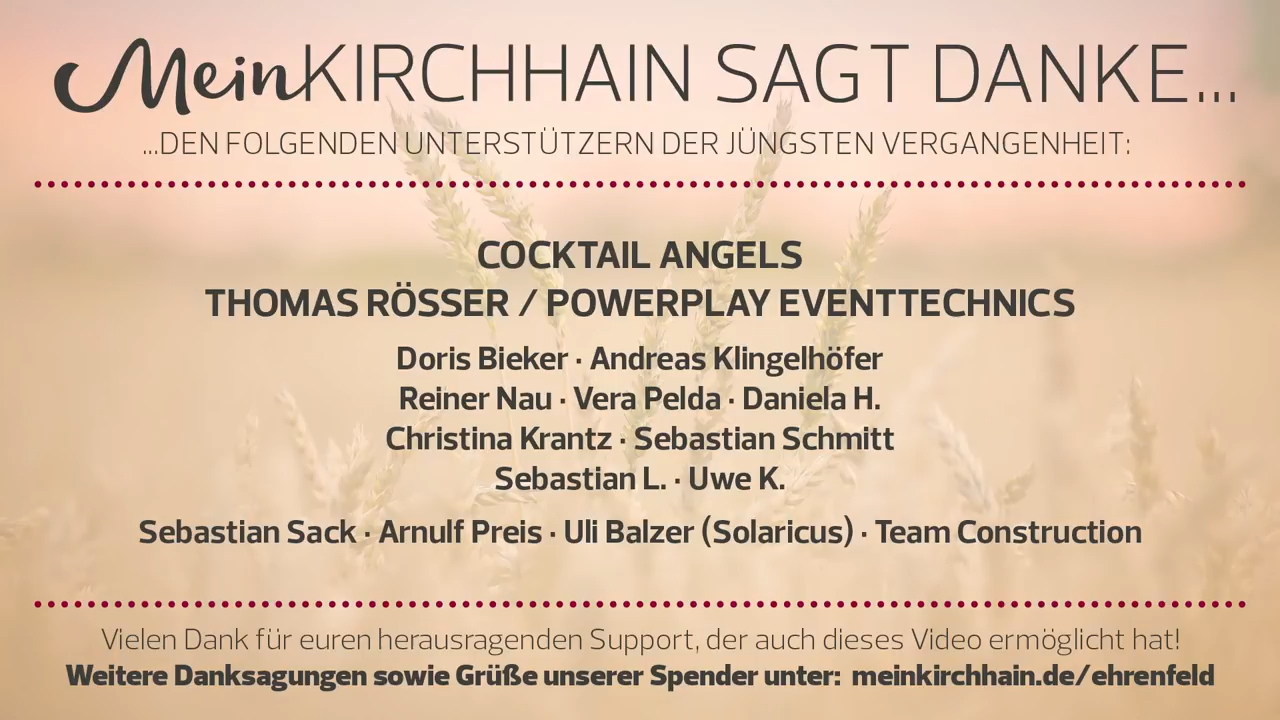 MeinKIRCHHAIN SAGT DANKE...
...DEN FOLGENDEN UNTERSTÜTZERN DER JÜNGSTEN VERGANGENHEIT:
COCKTAIL ANGELS
THOMAS RÖSSER / POWERPLAY EVENTTECHNICS
Doris Bieker · Andreas Klingelhöfer
Reiner Nau · Vera Pelda · Daniela H.
Christina Krantz · Sebastian Schmitt
Sebastian L. · Uwe K.
Sebastian Sack · Arnulf Preis · Uli Balzer (Solaricus) · Team Construction
Vielen Dank für euren herausragenden Support, der auch dieses Video ermöglicht hat!
Weitere Danksagungen sowie Grüße unserer Spender unter: meinkirchhain.de/ehrenfeld